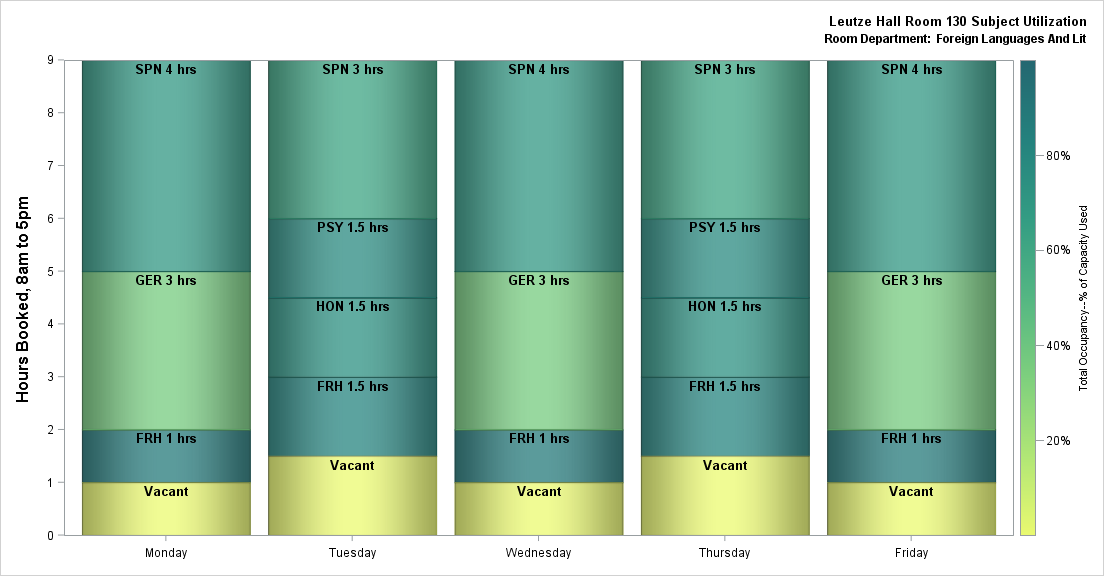 Leutze Hall Room 130 Subject Utilization
Room Department: Foreign Languages And Lit
Hours Booked, 8am to 5pm
9
8
7
6
5
4
3
2
1
0
SPN 4 hrs
GER 3 hrs
FRH 1 hrs
Vacant
Monday
SPN 3 hrs
PSY 1.5 hrs
HON 1.5 hrs
FRH 1.5 hrs
Vacant
Tuesday
SPN 4 hrs
GER 3 hrs
FRH 1 hrs
Vacant
Wednesday
SPN 3 hrs
PSY 1.5 hrs
HON 1.5 hrs
FRH 1.5 hrs
Vacant
Thursday
SPN 4 hrs
GER 3 hrs
FRH 1 hrs
Vacant
Friday
80%
60%
40%
20%
Total Occupancy--% of Capacity Used